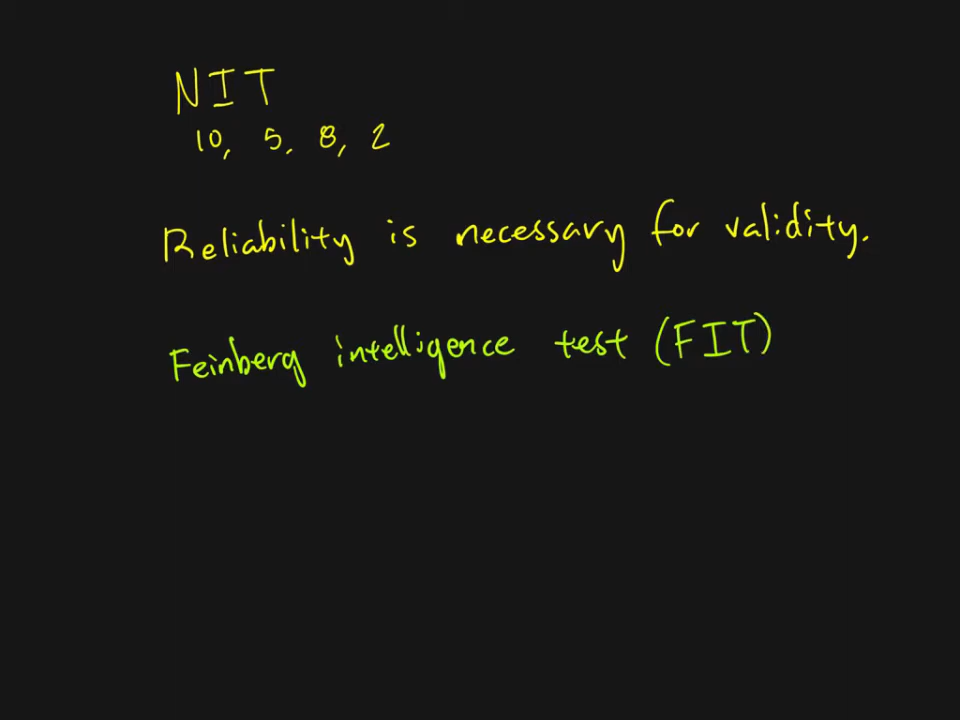 NIT
10, 5, 8, 2
Reliability is necessary for validity.
Feinberg intelligence test (FIT)